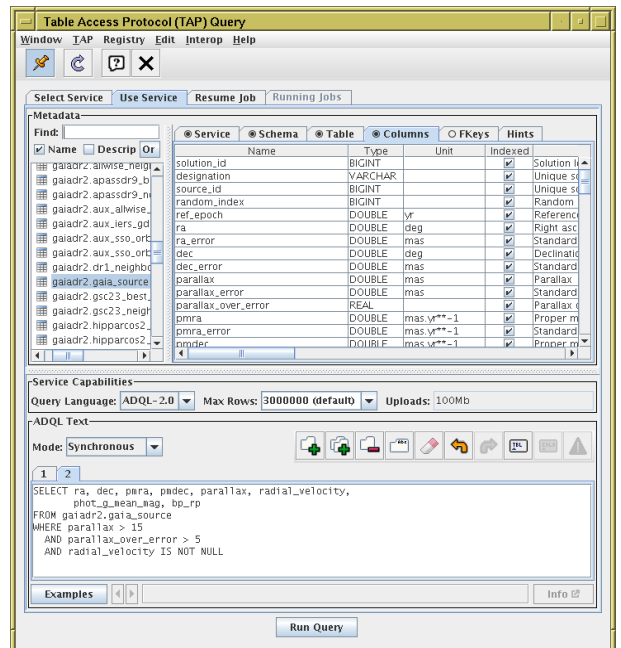 Table Access Protocol (TAP) Query
Window TAP Registry Edit Interop Help
Select Service Use Service Resume Job Running Jobs
Metadata
Find:
Name Descrip Or
gaiadr2.allwise_neig
gaiadr2.apassdr9_b
gaiadr2.apassdr9_n
gaiadr2.aux_allwise_
gaiadr2.aux_iers_gd
gaiadr2.aux_sso_orb
gaiadr2.aux_sso_orb
gaiadr2.dr1_neighbo
gaiadr2.gaia_source
gaiadr2.gsc23_best_
gaiadr2.gsc23_neigh
gaiadr2.hipparcos2_
gaiadr2.hipparcos2_
Service Schema Table Columns FKeys Hints
Name Type Unit Indexed
solution_id BIGINT Solution I
designation VARCHAR Unique so
source_id BIGINT Unique so
random_index BIGINT Random
ref_epoch DOUBLE yr Reference
ra DOUBLE deg Right asc
ra_error DOUBLE mas Standard
dec DOUBLE deg Declinatio
dec_error DOUBLE mas Standard
parallax DOUBLE mas Parallax
parallax_error DOUBLE mas Standard
parallax_over_error REAL Parallax
pmra DOUBLE mas.yr**-1 Proper m
pmra_error DOUBLE mas.yr**-1 Standard
pmdec DOUBLE mas.yr**-1 Proper m
Service Capabilities
Query Language: ADQL-2.0 Max Rows: 3000000 (default) Uploads: 100Mb
ADQL Text
Mode: Synchronous
1 2
SELECT ra, dec, pmra, pmdec, parallax, radial_velocity,
phot_g_mean_mag, bp_rp
FROM gaiadr2.gaia_source
WHERE parallax > 15
AND parallax_over_error > 5
AND radial_velocity IS NOT NULL
Examples Info
Run Query